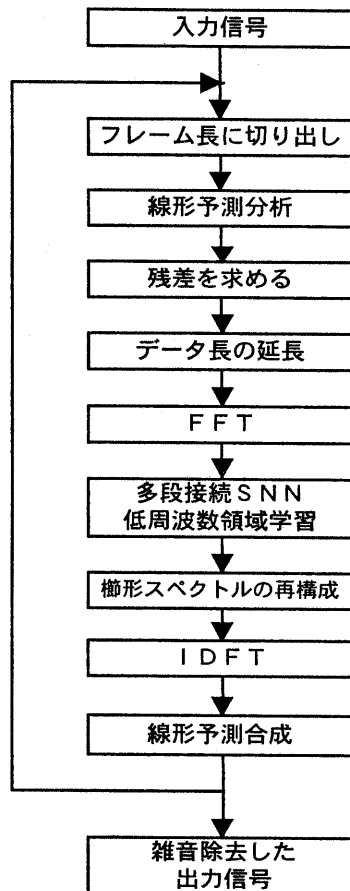 入力信号
フレーム長に切り出し
線形予測分析
残差を求める
データ長の延長
ＦＦＴ
多段接続ＳＮＮ
低周波数領域学習
櫛形スペクトルの再構成
ＩＤＦＴ
線形予測合成
雑音除去した
出力信号